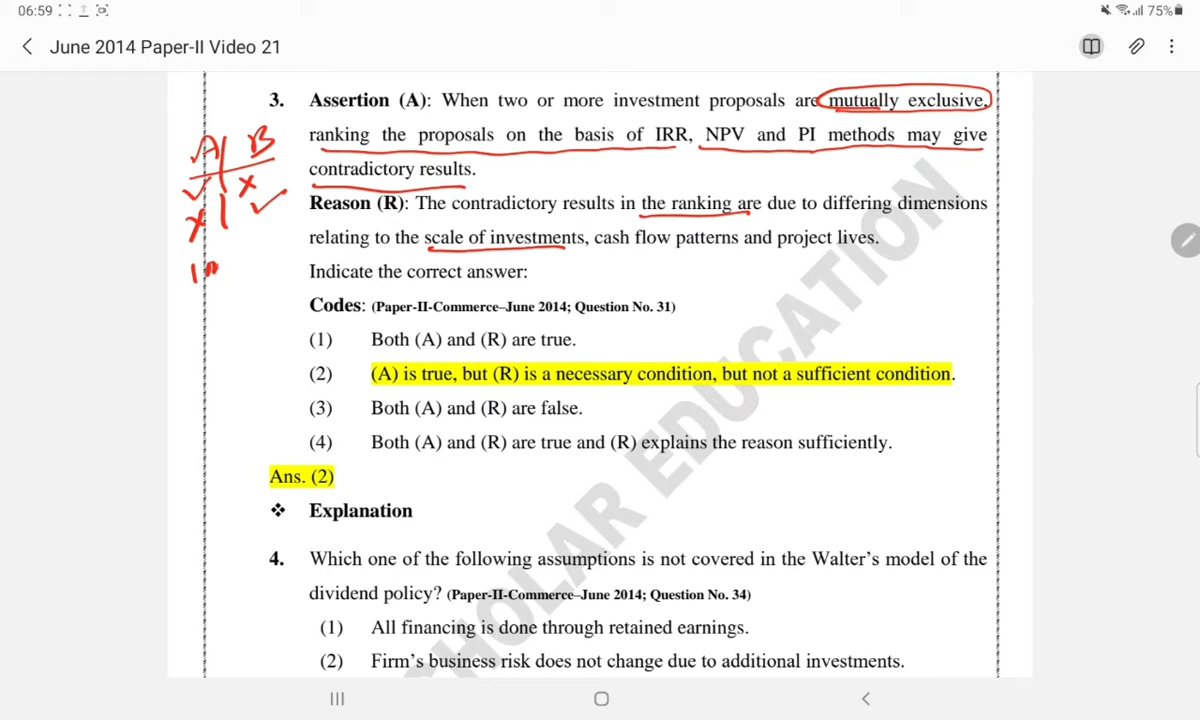 06:59 75%
June 2014 Paper-II Video 21
3. Assertion (A): When two or more investment proposals are mutually exclusive,
ranking the proposals on the basis of IRR, NPV and PI methods may give
contradictory results.
A B
Reason (R): The contradictory results in the ranking are due to differing dimensions
relating to the scale of investments, cash flow patterns and project lives.
Indicate the correct answer:
Codes: (Paper-II-Commerce–June 2014; Question No. 31)
(1) Both (A) and (R) are true.
(2) (A) is true, but (R) is a necessary condition, but not a sufficient condition.
(3) Both (A) and (R) are false.
(4) Both (A) and (R) are true and (R) explains the reason sufficiently.
Ans. (2)
❖ Explanation
4. Which one of the following assumptions is not covered in the Walter's model of the
dividend policy? (Paper-II-Commerce–June 2014; Question No. 34)
(1) All financing is done through retained earnings.
(2) Firm's business risk does not change due to additional investments.
SCHOLAR EDUCATION